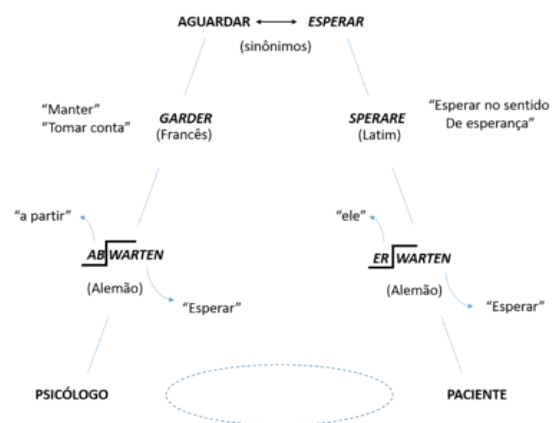 AGUARDAR ESPERAR
(sinônimos)
"Manter"
"Tomar conta"
GARDER
(Francês)
SPERARE
(Latim)
"Esperar no sentido
De esperança"
"a partir"
AB WARTEN
(Alemão)
"Esperar"
"ele"
ER WARTEN
(Alemão)
"Esperar"
PSICÓLOGO
PACIENTE